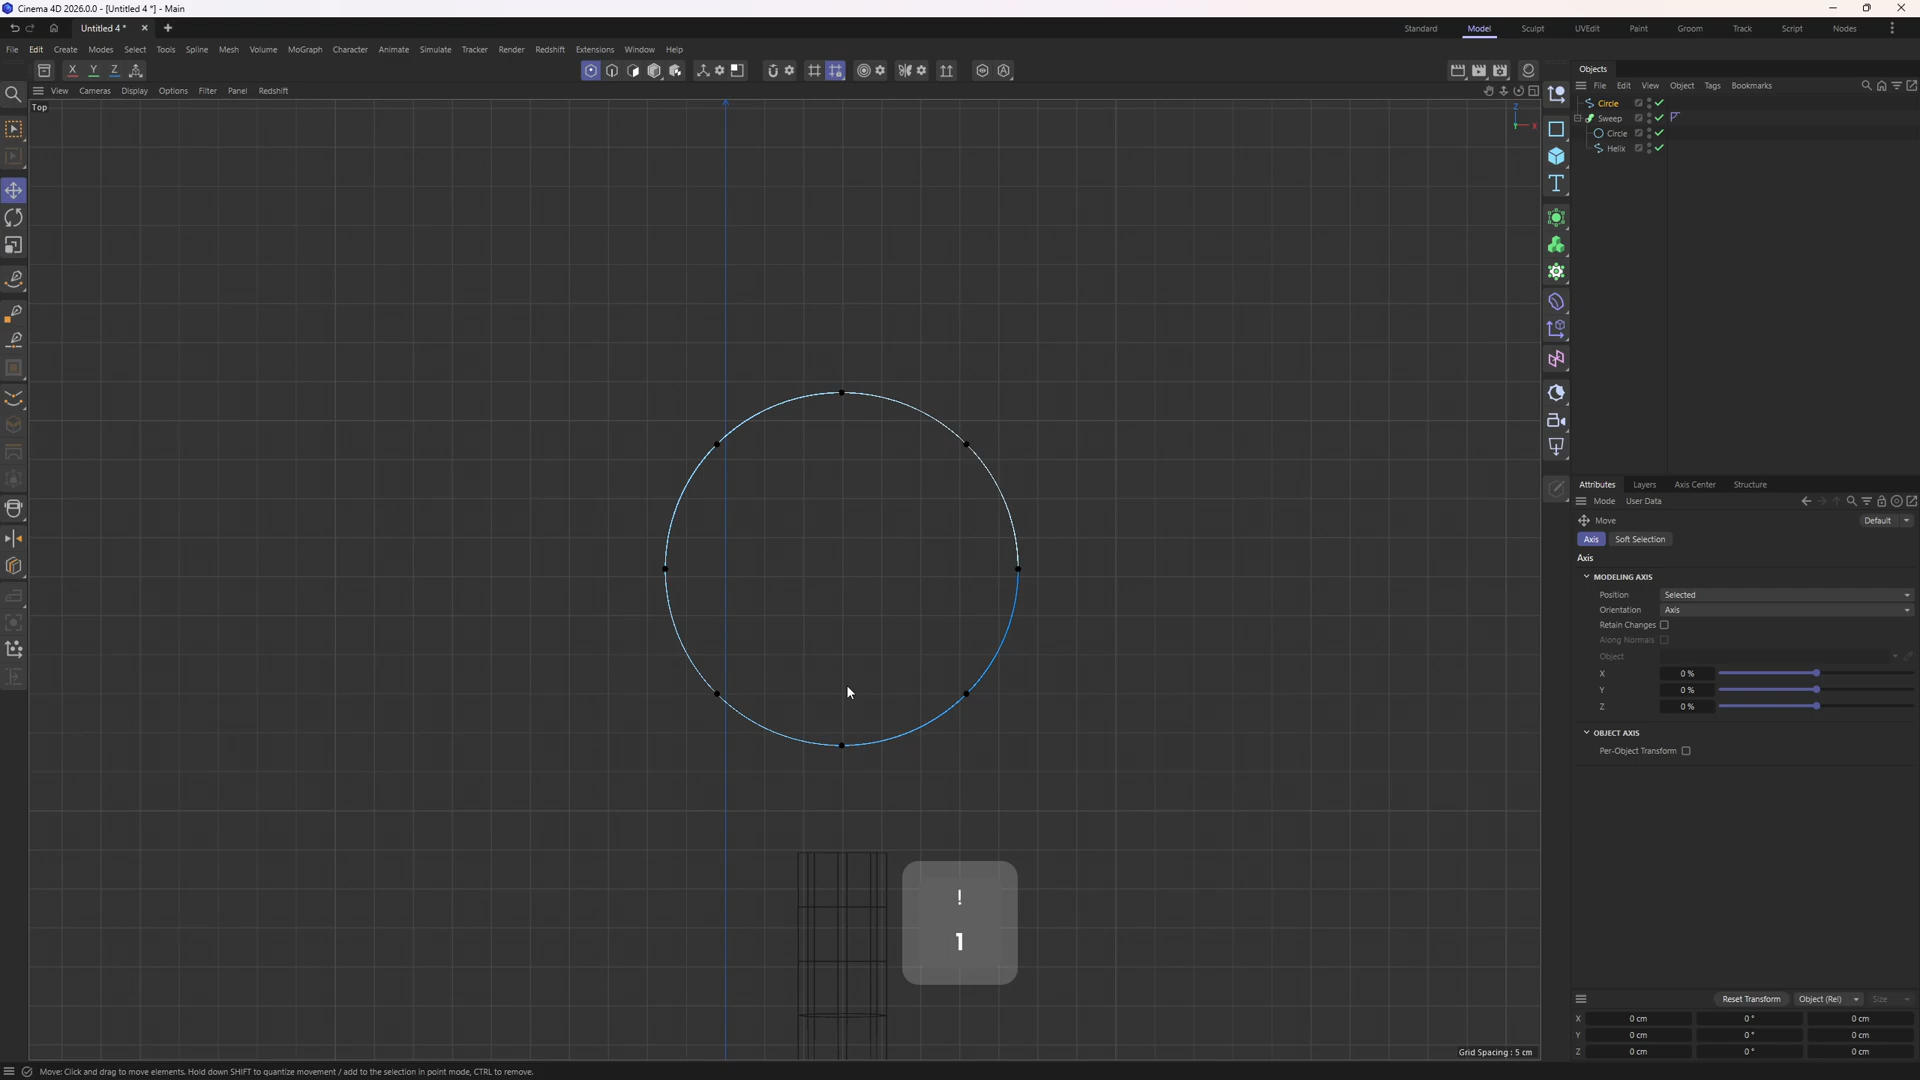 Cinema 4D 2026.0.0 - [Untitled 4 *] - Main
Untitled 4 *
Standard Model Sculpt UVEdit Paint Groom Track Script Nodes
File Edit Create Modes Select Tools Spline Mesh Volume MoGraph Character Animate Simulate Tracker Render Redshift Extensions Window Help
X Y Z
Objects
View Cameras Display Options Filter Panel Redshift
File Edit View Object Tags Bookmarks
Top
Z
X
Circle
Sweep
Circle
Helix
Attributes Layers Axis Center Structure
Mode User Data
Move Default
Axis Soft Selection
Axis
MODELING AXIS
Position Selected
Orientation Axis
Retain Changes
Along Normals
Object
X 0 %
Y 0 %
Z 0 %
OBJECT AXIS
Per-Object Transform
!
1
Reset Transform Object (Rel) Size
X 0 cm 0 ° 0 cm
Y 0 cm 0 ° 0 cm
Z 0 cm 0 ° 0 cm
Grid Spacing : 5 cm
Move: Click and drag to move elements. Hold down SHIFT to quantize movement / add to the selection in point mode, CTRL to remove.